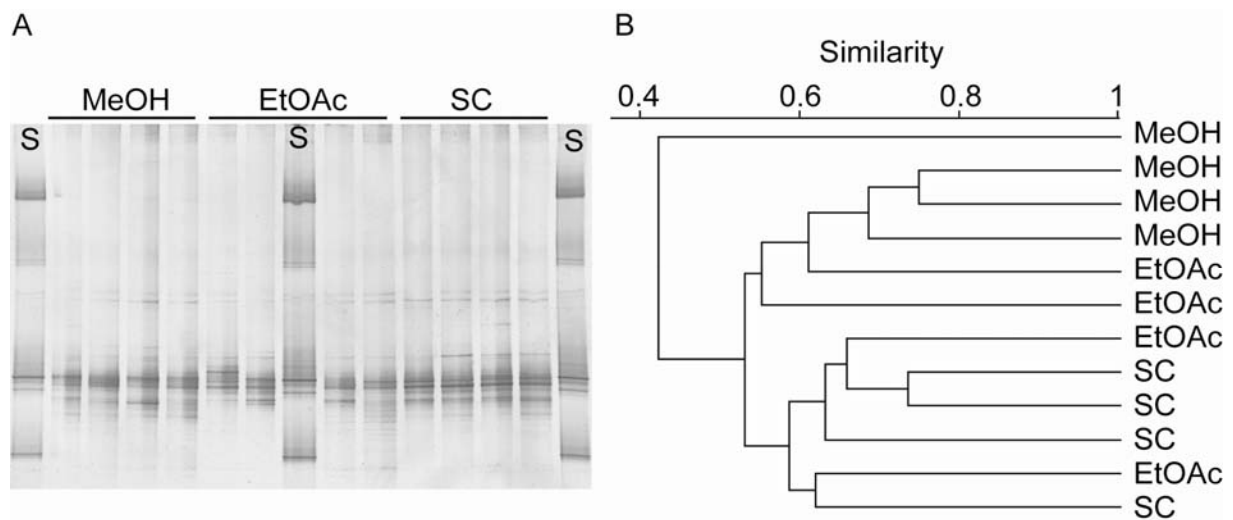 A
MeOH EtOAc SC
S S S
B
Similarity
0.4 0.6 0.8 1
MeOH
MeOH
MeOH
MeOH
EtOAc
EtOAc
EtOAc
SC
SC
SC
EtOAc
SC